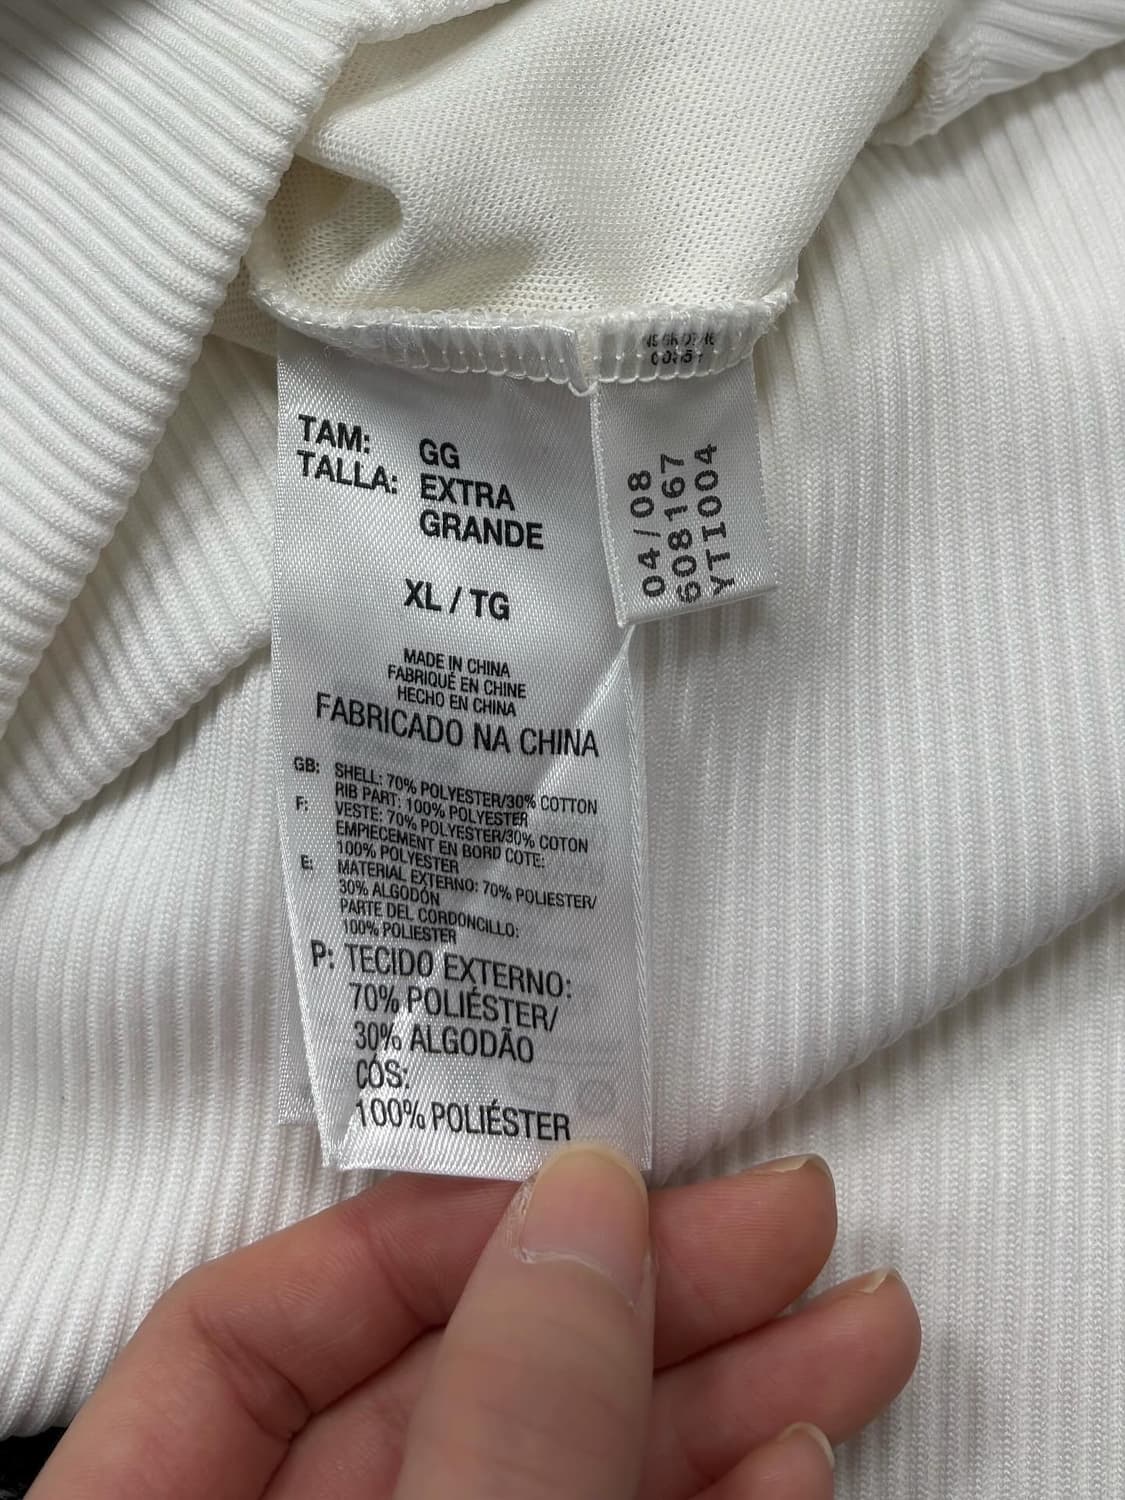 TAM: GG
TALLA: EXTRA
GRANDE
XL / TG
MADE IN CHINA
FABRIQUÉ EN CHINE
HECHO EN CHINA
FABRICADO NA CHINA
GB: SHELL: 70% POLYESTER/30% COTTON
RIB PART: 100% POLYESTER
F: VESTE: 70% POLYESTER/30% COTON
EMPIECEMENT EN BORD COTE:
100% POLYESTER
E: MATERIAL EXTERNO: 70% POLIESTER/
30% ALGODÓN
PARTE DEL CORDONCILLO:
100% POLIESTER
P: TECIDO EXTERNO:
70% POLIÉSTER/
30% ALGODÃO
CÓS:
100% POLIÉSTER
04/08
608167
YTI004